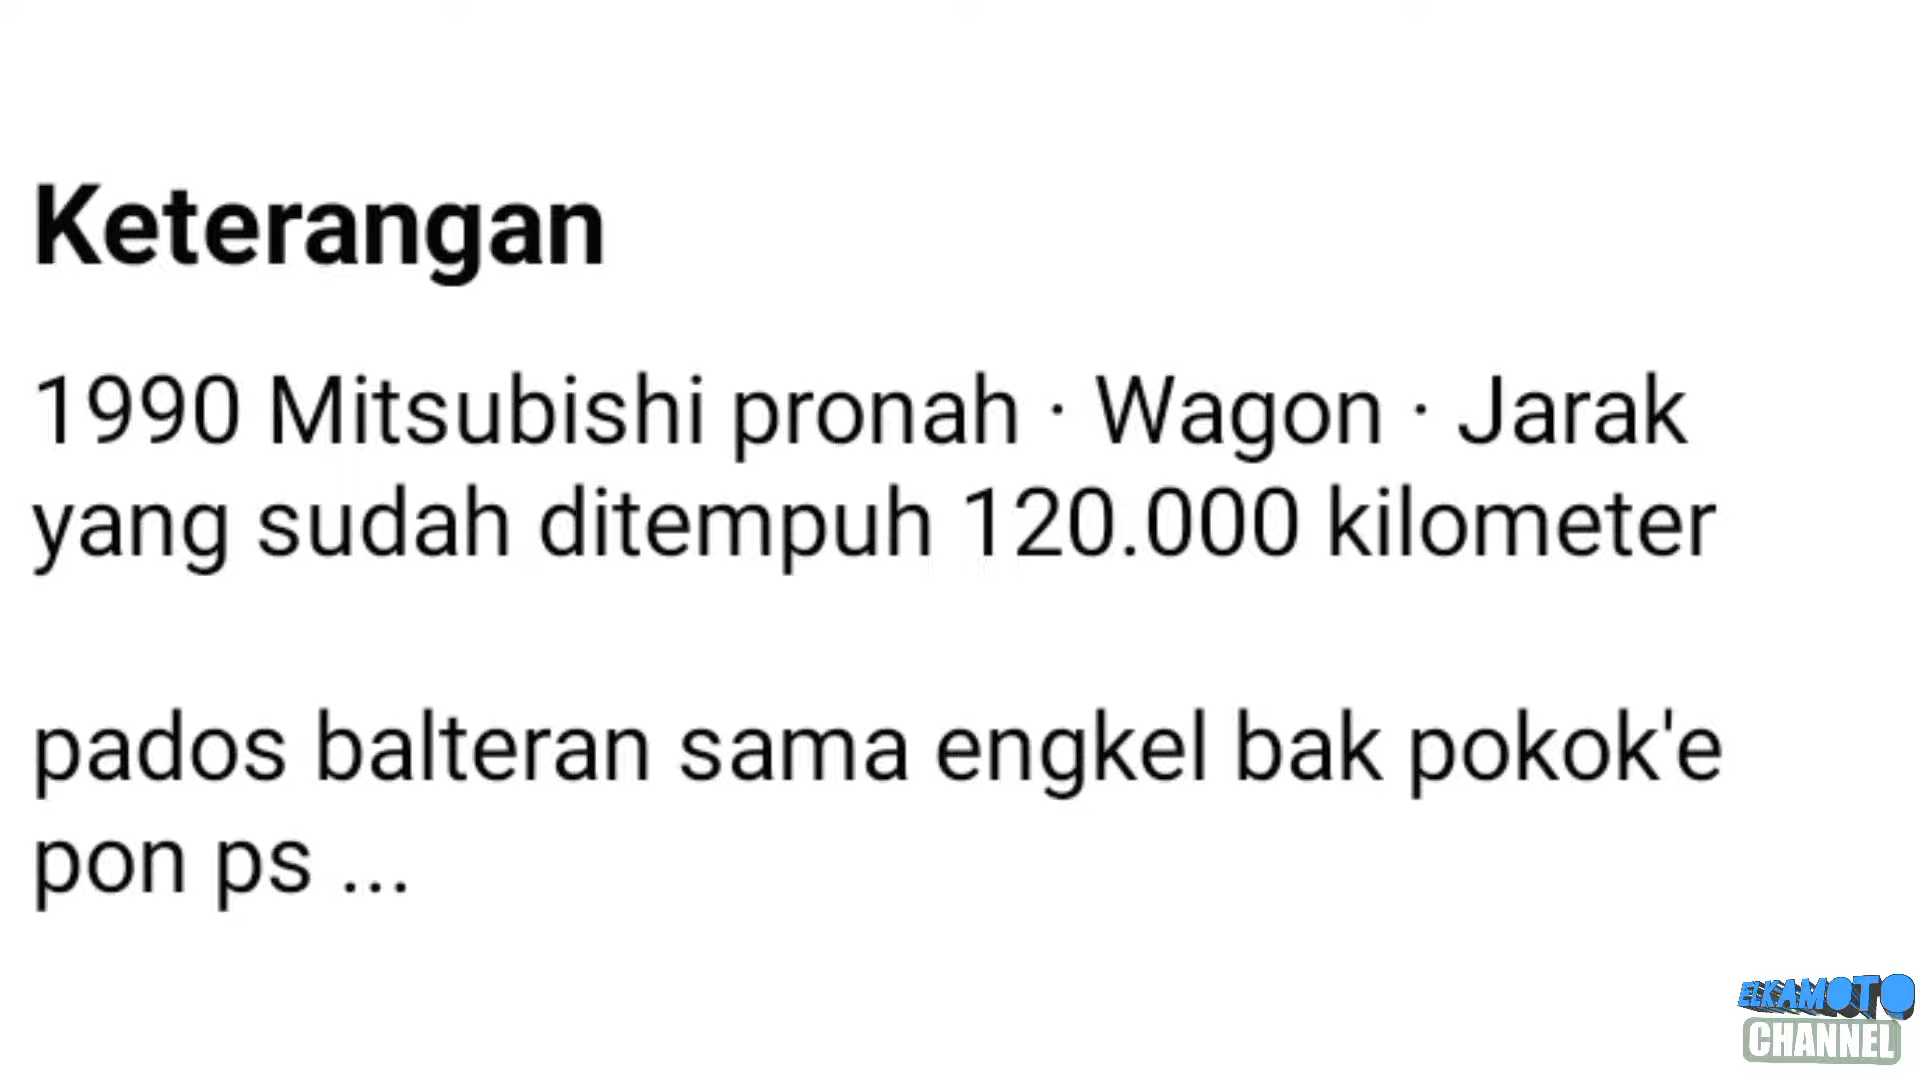 Keterangan
1990 Mitsubishi pronah · Wagon · Jarak
yang sudah ditempuh 120.000 kilometer
pados balteran sama engkel bak pokok'e
pon ps ...
ELKAMOTO
CHANNEL